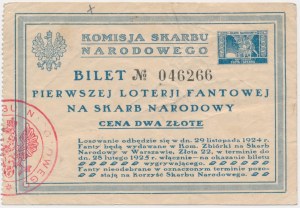 KOMISJA SKARBU
NARODOWEGO
BILET № 046266
PIERWSZEJ LOTERJI FANTOWEJ
NA SKARB NARODOWY
CENA DWA ZŁOTE
Losowanie odbędzie się w dn. 29 listopada 1924 r.
Fanty będą wydawane w Kom. Zbiórki na Skarb
Narodowy w Warszawie, Złota 22, w terminie do
dn. 28 lutego 1925 r. włącznie—na okazanie biletu
wygrywającego.
Fanty nieodebrane w oznaczonym terminie pozo-
stają na korzyść Skarbu Narodowego.